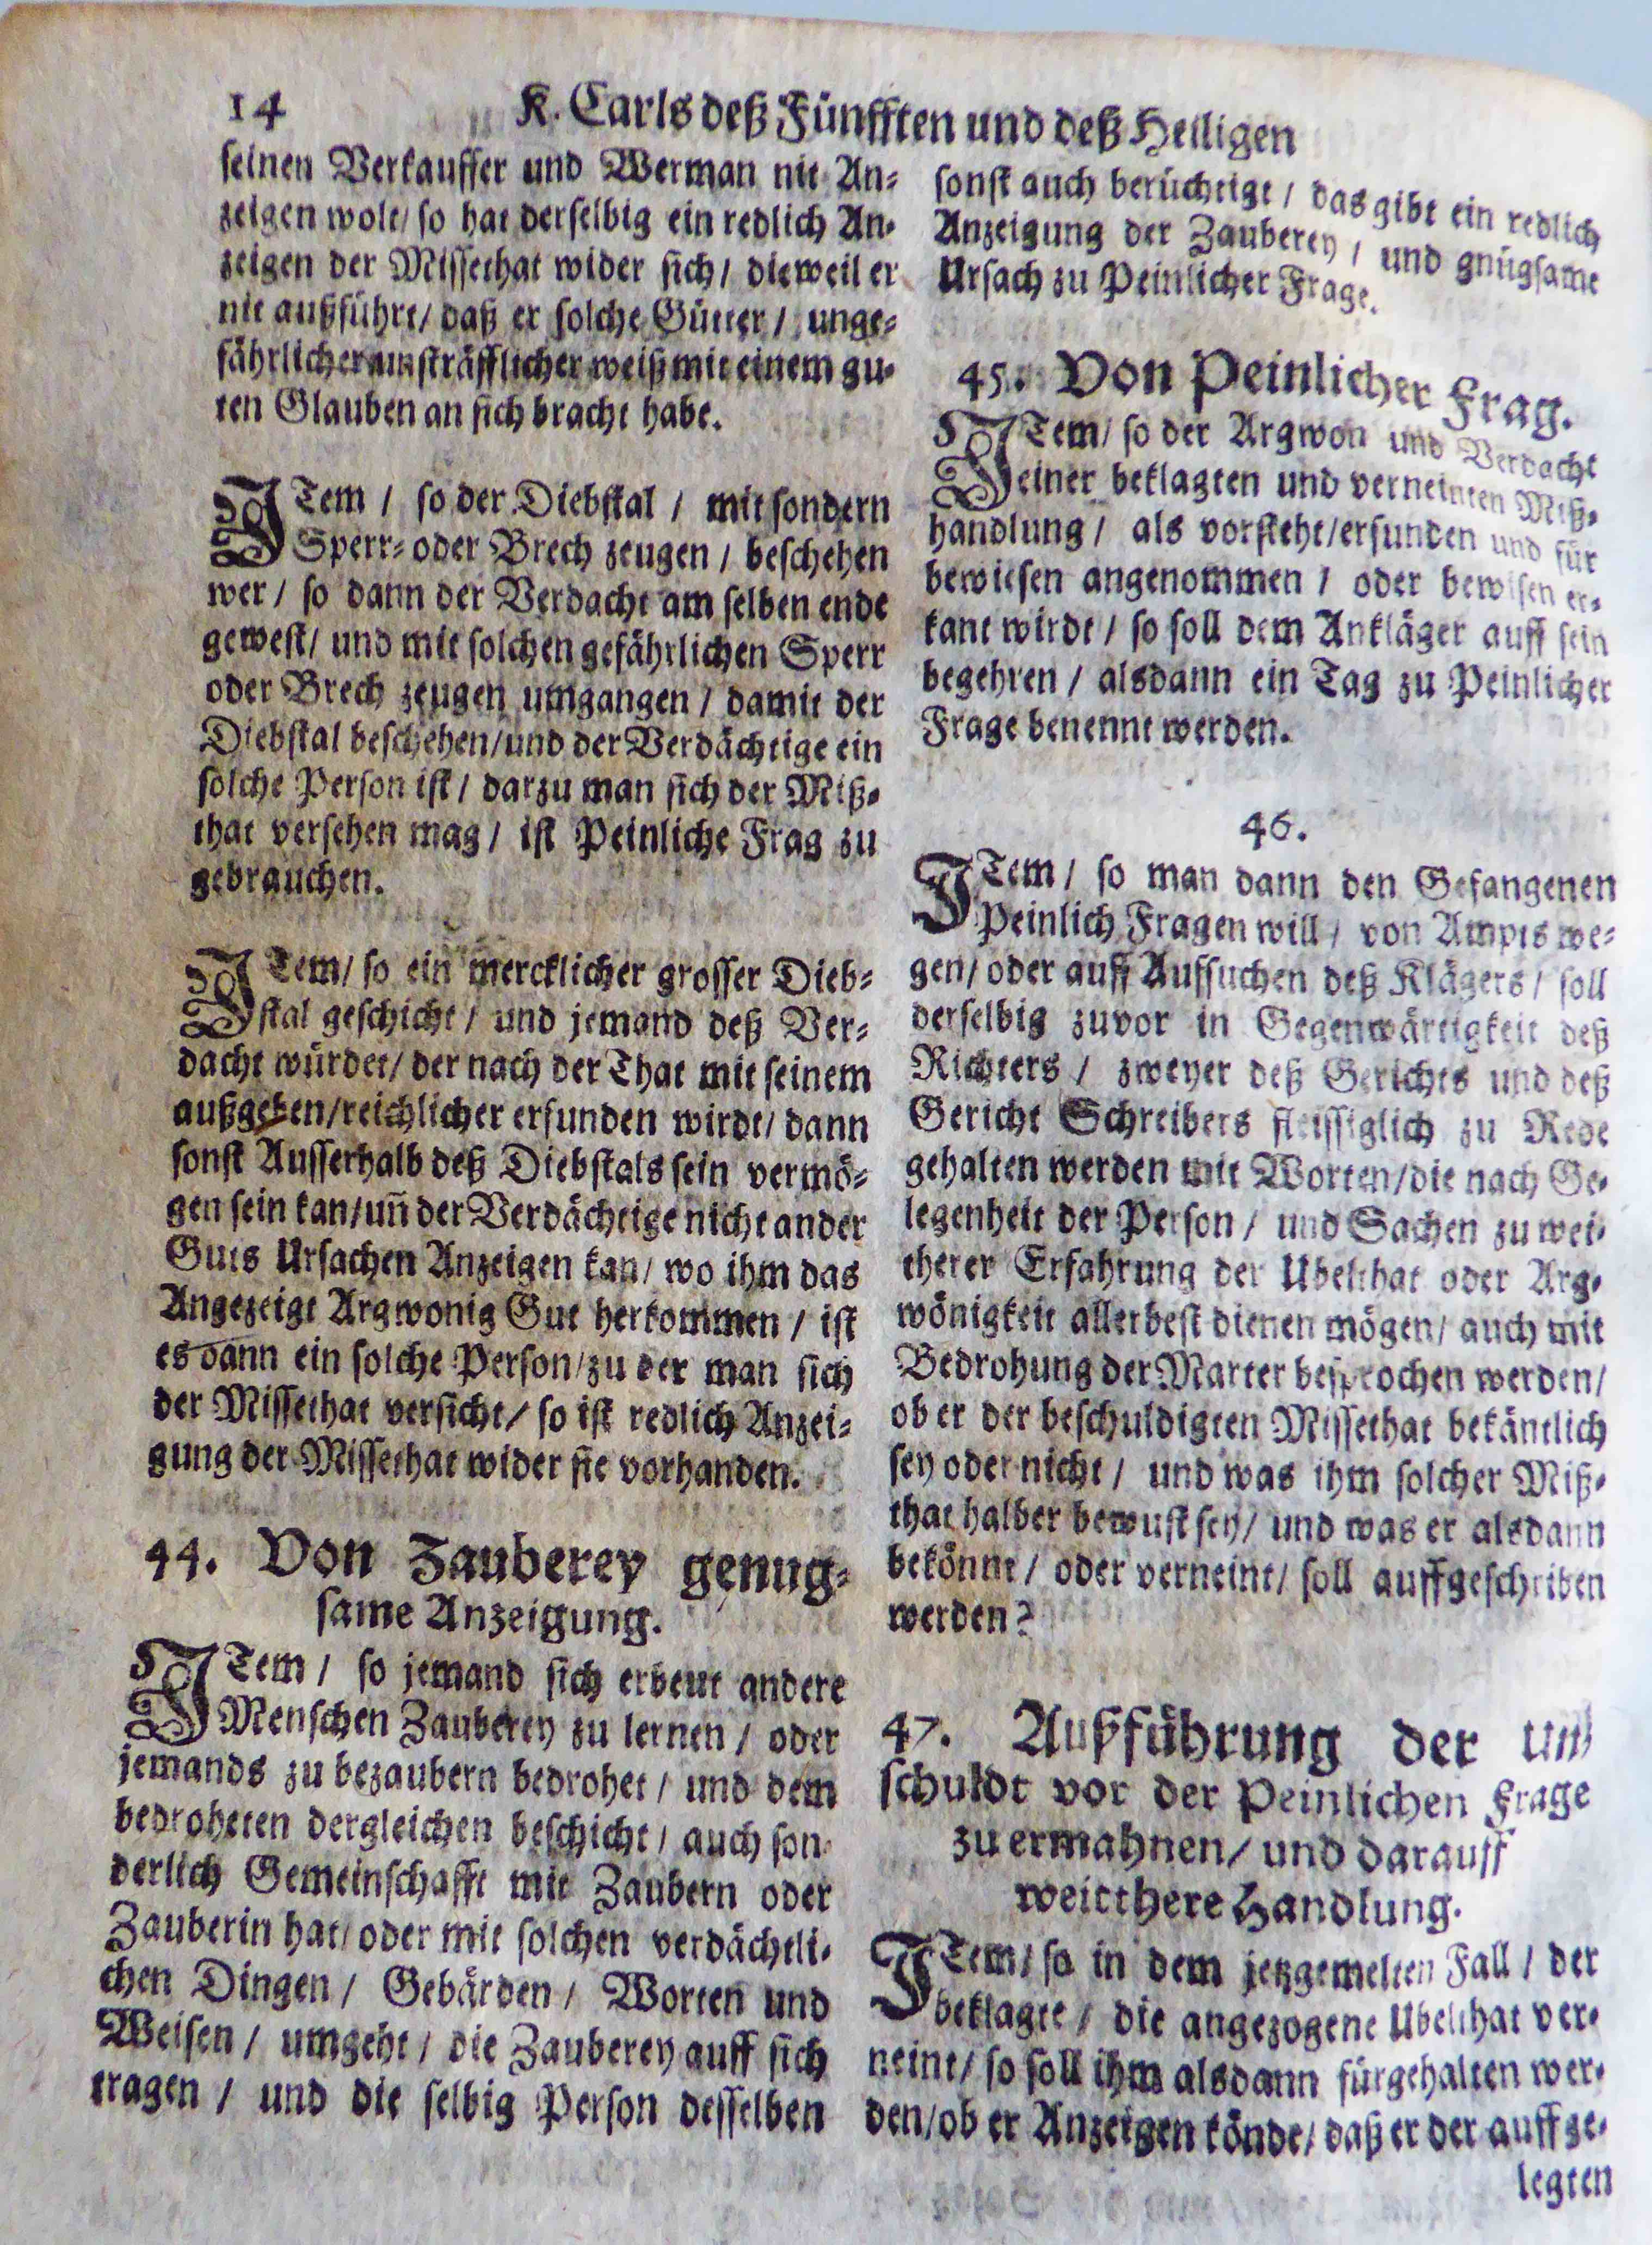 14 K. Carls deß Fünfften und deß Heiligen
seinen Verkauffer und Werman nit An-
zeigen wolt/ so hat derselbig ein redlich An-
zeigen der Missethat wider sich/ dieweil er
nit außführt/ daß er solche Gütter/ unge-
fährlicher unsträfflicher weiß mit einem gu-
ten Glauben an sich bracht habe.
ITem / so der Diebstal / mit sondern
Sperr- oder Brech zeugen / beschehen
wer / so dann der Verdacht am selben ende
gewest/ und mit solchen gefährlichen Sperr
oder Brech zeugen umgangen / damit der
Diebstal beschehen/und der Verdächtige ein
solche Person ist / darzu man sich der Miß-
that versehen mag / ist Peinliche Frag zu
gebrauchen.
ITem/ so ein mercklicher grosser Dieb-
stal geschicht / und jemand deß Ver-
dacht würdet/ der nach der That mit seinem
außgeben/reichlicher erfunden wirdt/ dann
sonst Ausserhalb deß Diebstals sein vermö-
gen sein kan/uñ der Verdächtige nicht ander
Guts Ursachen Anzeigen kan/ wo ihm das
Angezeigt Argwonig Gut herkommen / ist
es dann ein solche Person/zu der man sich
der Missethat versicht/ so ist redlich Anzei-
gung der Missethat wider sie vorhanden.
44. Von Zauberey genug-
same Anzeigung.
ITem / so jemand sich erbeut andere
Menschen Zauberey zu lernen / oder
jemands zu bezaubern bedrohet / und dem
bedroheten dergleichen beschicht / auch son-
derlich Gemeinschafft mit Zaubern oder
Zauberin hat/ oder mit solchen verdächtli-
chen Dingen / Gebärden / Worten und
Weisen / umgeht / die Zauberey auff sich
tragen / und die selbig Person desselben
sonst auch berüchtigt / das gibt ein redlich
Anzeigung der Zauberey / und gnügsame
Ursach zu Peinlicher Frage.
45. Von Peinlicher Frag.
ITem/ so der Argwon und Verdacht
einer beklagten und verneinten Miß-
handlung / als vorsteht/erfunden und für
bewiesen angenommen / oder bewisen er-
kant wirdt / so soll dem Ankläger auff sein
begehren / alsdann ein Tag zu Peinlicher
Frage benennt werden.
46.
ITem / so man dann den Gefangenen
Peinlich Fragen will / von Ampts we-
gen/ oder auff Aufsuchen deß Klägers / soll
derselbig zuvor in Gegenwärtigkeit deß
Richters / zweyer deß Gerichts und deß
Gericht Schreibers fleissiglich zu Rede
gehalten werden mit Worten/die nach Ge-
legenheit der Person / und Sachen zu wei-
therer Erfahrung der Ubelthat oder Arg-
wönigkeit allerbest dienen mögen/ auch mit
Bedrohung der Marter besprochen werden/
ob er der beschuldigten Missethat bekäntlich
sey oder nicht / und was ihm solcher Miß-
that halber bewust sey/ und was er alsdann
bekönnt / oder verneint/ soll auffgeschriben
werden?
47. Außführung der Un-
schuldt vor der Peinlichen Frage
zu ermahnen/ und darauff
weitthere Handlung.
ITem/ so in dem jetzgemelten Fall / der
beklagte / die angezogene Ubelthat ver-
neint/ so soll ihm alsdann fürgehalten wer-
den/ob er Anzeigen könde/ daß er der auffge-
legten